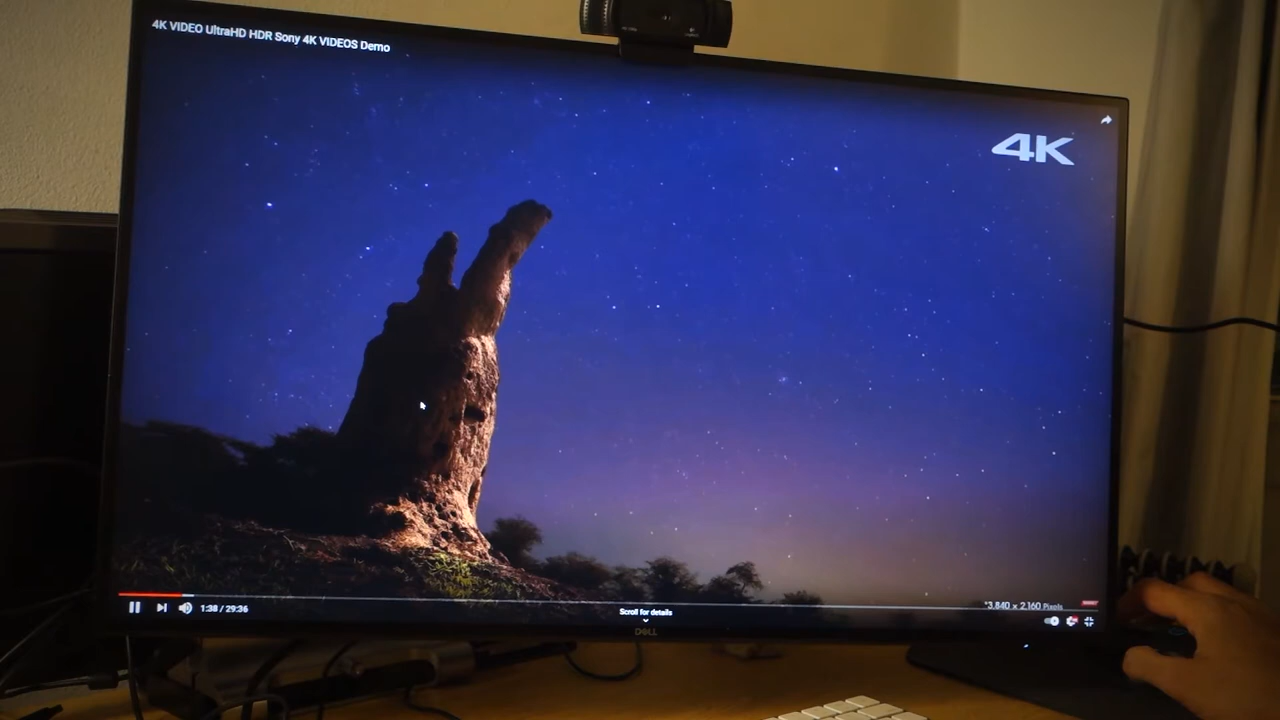 4K VIDEO UltraHD HDR Sony 4K VIDEOS Demo
4K
*3,840 x 2,160 Pixels
1:38 / 29:36
Scroll for details
DELL